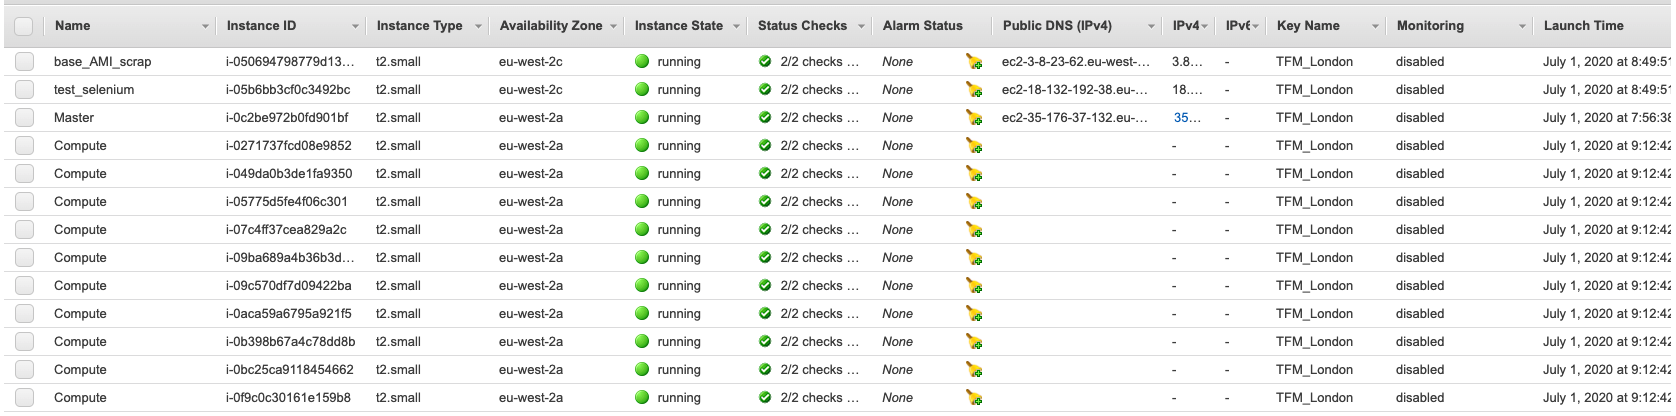 Name Instance ID Instance Type Availability Zone Instance State Status Checks Alarm Status Public DNS (IPv4) IPv4 IPv6 Key Name Monitoring Launch Time
base_AMI_scrap i-050694798779d13... t2.small eu-west-2c running 2/2 checks ... None ec2-3-8-23-62.eu-west-... 3.8... - TFM_London disabled July 1, 2020 at 8:49:51
test_selenium i-05b6bb3cf0c3492bc t2.small eu-west-2c running 2/2 checks ... None ec2-18-132-192-38.eu-... 18.... - TFM_London disabled July 1, 2020 at 8:49:51
Master i-0c2be972b0fd901bf t2.small eu-west-2a running 2/2 checks ... None ec2-35-176-37-132.eu-... 35... - TFM_London disabled July 1, 2020 at 7:56:38
Compute i-0271737fcd08e9852 t2.small eu-west-2a running 2/2 checks ... None - - TFM_London disabled July 1, 2020 at 9:12:42
Compute i-049da0b3de1fa9350 t2.small eu-west-2a running 2/2 checks ... None - - TFM_London disabled July 1, 2020 at 9:12:42
Compute i-05775d5fe4f06c301 t2.small eu-west-2a running 2/2 checks ... None - - TFM_London disabled July 1, 2020 at 9:12:42
Compute i-07c4ff37cea829a2c t2.small eu-west-2a running 2/2 checks ... None - - TFM_London disabled July 1, 2020 at 9:12:42
Compute i-09ba689a4b36b3d... t2.small eu-west-2a running 2/2 checks ... None - - TFM_London disabled July 1, 2020 at 9:12:42
Compute i-09c570df7d09422ba t2.small eu-west-2a running 2/2 checks ... None - - TFM_London disabled July 1, 2020 at 9:12:42
Compute i-0aca59a6795a921f5 t2.small eu-west-2a running 2/2 checks ... None - - TFM_London disabled July 1, 2020 at 9:12:42
Compute i-0b398b67a4c78dd8b t2.small eu-west-2a running 2/2 checks ... None - - TFM_London disabled July 1, 2020 at 9:12:42
Compute i-0bc25ca9118454662 t2.small eu-west-2a running 2/2 checks ... None - - TFM_London disabled July 1, 2020 at 9:12:42
Compute i-0f9c0c30161e159b8 t2.small eu-west-2a running 2/2 checks ... None - - TFM_London disabled July 1, 2020 at 9:12:42